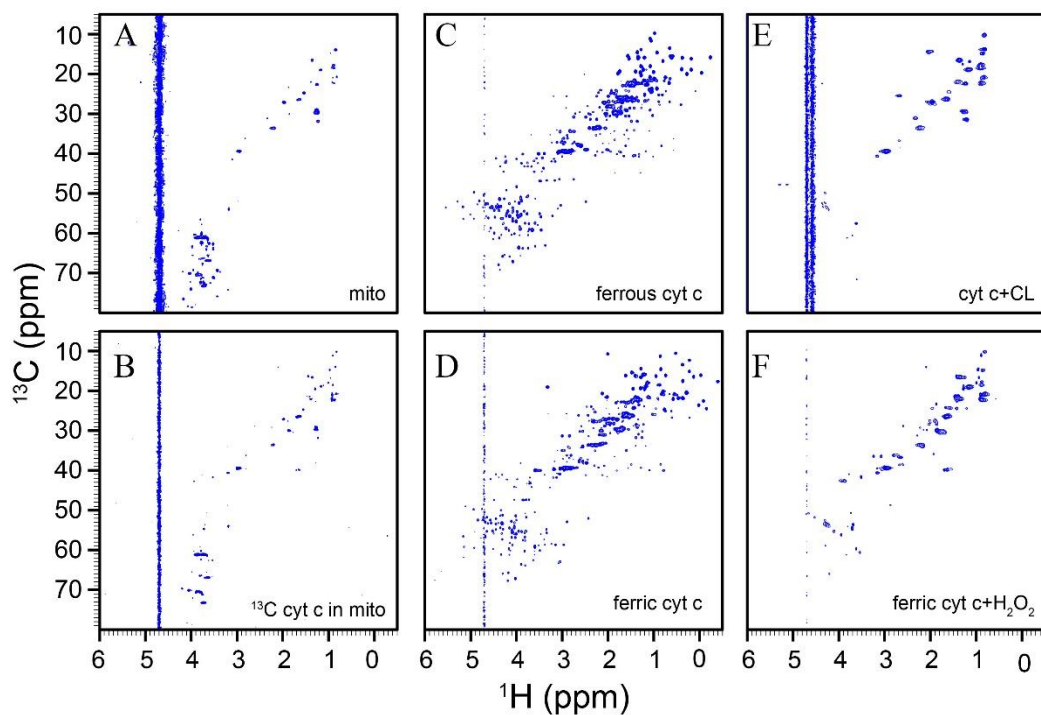 A
C
E
10
20
30
40
50
60
70
mito
ferrous cyt c
cyt c+CL
B
D
F
10
20
30
40
50
60
70
¹³C cyt c in mito
ferric cyt c
ferric cyt c+H₂O₂
6 5 4 3 2 1 0
6 5 4 3 2 1 0
6 5 4 3 2 1 0
¹³C (ppm)
¹H (ppm)